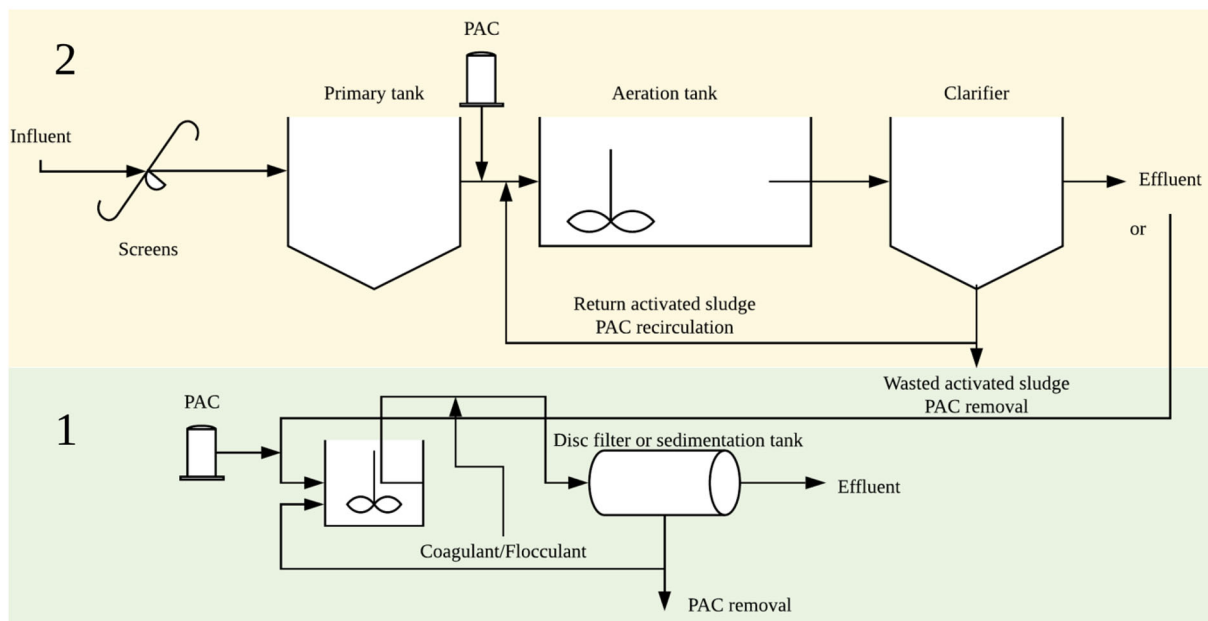 2
PAC
Primary tank
Aeration tank
Clarifier
Influent
Effluent
or
Screens
Return activated sludge
PAC recirculation
Wasted activated sludge
PAC removal
1
PAC
Disc filter or sedimentation tank
Effluent
Coagulant/Flocculant
PAC removal